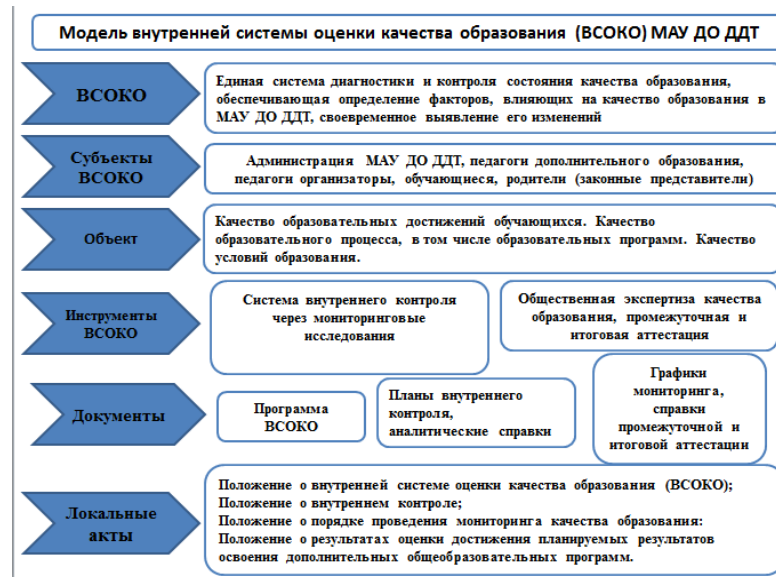 Модель внутренней системы оценки качества образования (ВСОКО) МАУ ДО ДДТ
ВСОКО
Единая система диагностики и контроля состояния качества образования,
обеспечивающая определение факторов, влияющих на качество образования в
МАУ ДО ДДТ, своевременное выявление его изменений
Субъекты
ВСОКО
Администрация МАУ ДО ДДТ, педагоги дополнительного образования,
педагоги организаторы, обучающиеся, родители (законные представители)
Объект
Качество образовательных достижений обучающихся. Качество
образовательного процесса, в том числе образовательных программ. Качество
условий образования.
Инструменты
ВСОКО
Система внутреннего контроля
через мониторинговые
исследования
Общественная экспертиза качества
образования, промежуточная и
итоговая аттестация
Документы
Программа
ВСОКО
Планы внутреннего
контроля,
аналитические справки
Графики
мониторинга,
справки
промежуточной и
итоговой аттестации
Локальные
акты
Положение о внутренней системе оценки качества образования (ВСОКО);
Положение о внутреннем контроле;
Положение о порядке проведения мониторинга качества образования:
Положение о результатах оценки достижения планируемых результатов
освоения дополнительных общеобразовательных программ.